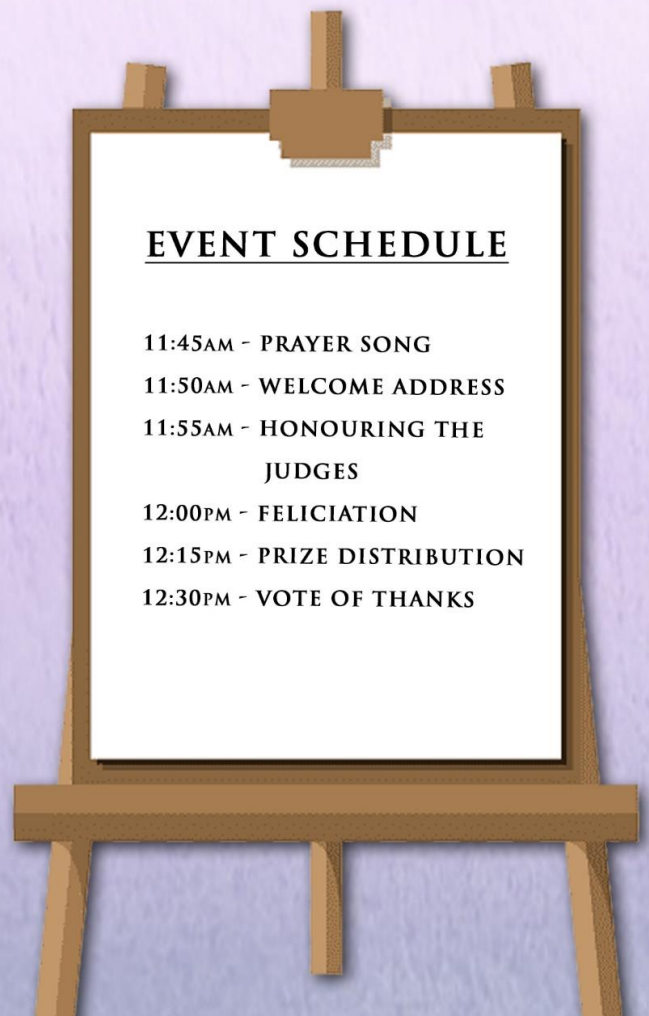 EVENT SCHEDULE
11:45AM - PRAYER SONG
11:50AM - WELCOME ADDRESS
11:55AM - HONOURING THE
JUDGES
12:00PM - FELICIATION
12:15PM - PRIZE DISTRIBUTION
12:30PM - VOTE OF THANKS